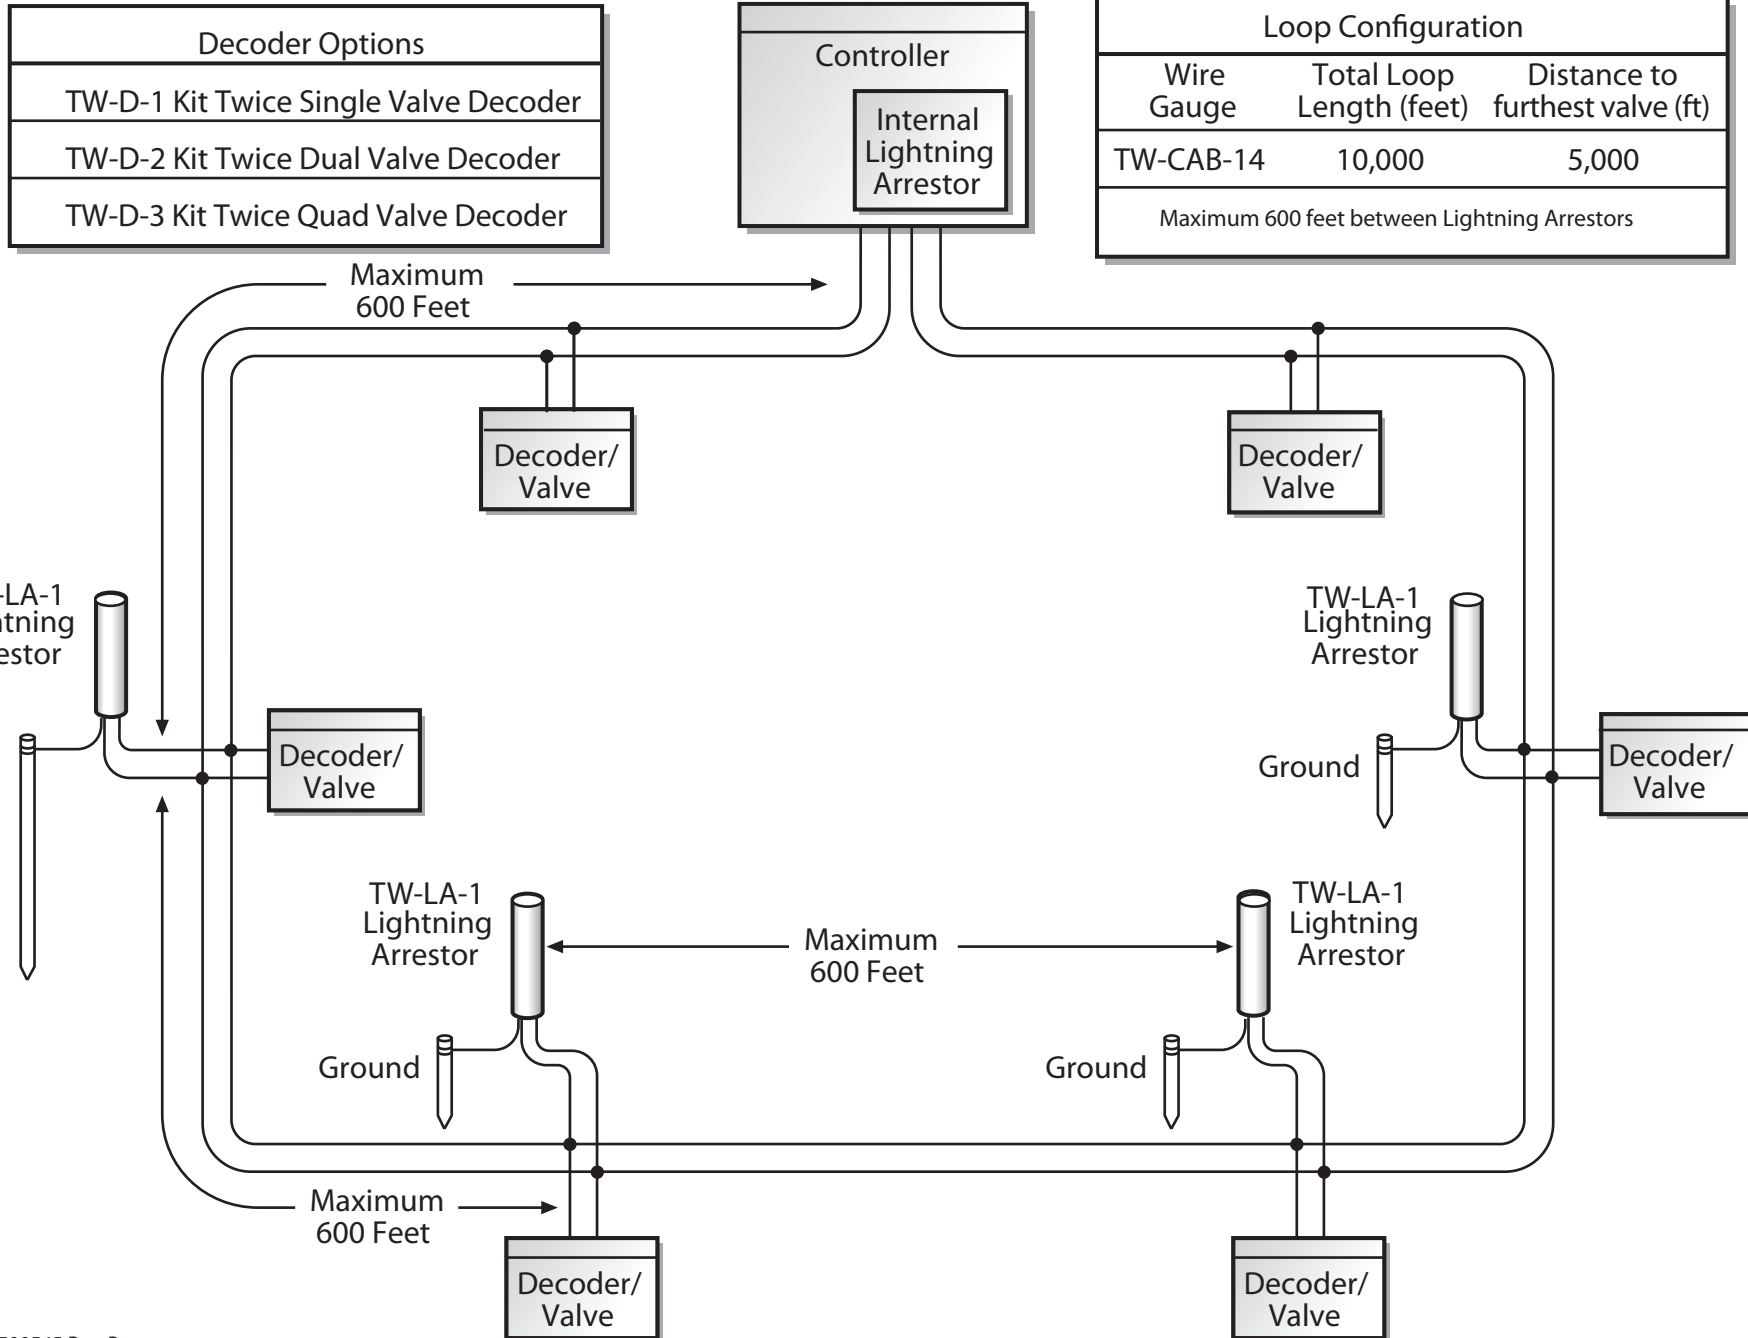 Decoder Options
TW-D-1 Kit Twice Single Valve Decoder
TW-D-2 Kit Twice Dual Valve Decoder
TW-D-3 Kit Twice Quad Valve Decoder
Controller
Internal
Lightning
Arrestor
Loop Configuration
Wire
Gauge
Total Loop
Length (feet)
Distance to
furthest valve (ft)
TW-CAB-14
10,000
5,000
Maximum 600 feet between Lightning Arrestors
Maximum
600 Feet
Decoder/
Valve
Decoder/
Valve
-LA-1
Decoder/
Valve
TW-LA-1
Lightning
Arrestor
Ground
Decoder/
Valve
TW-LA-1
Lightning
Arrestor
Ground
Maximum
600 Feet
TW-LA-1
Lightning
Arrestor
Ground
Maximum
600 Feet
Decoder/
Valve
Decoder/
Valve